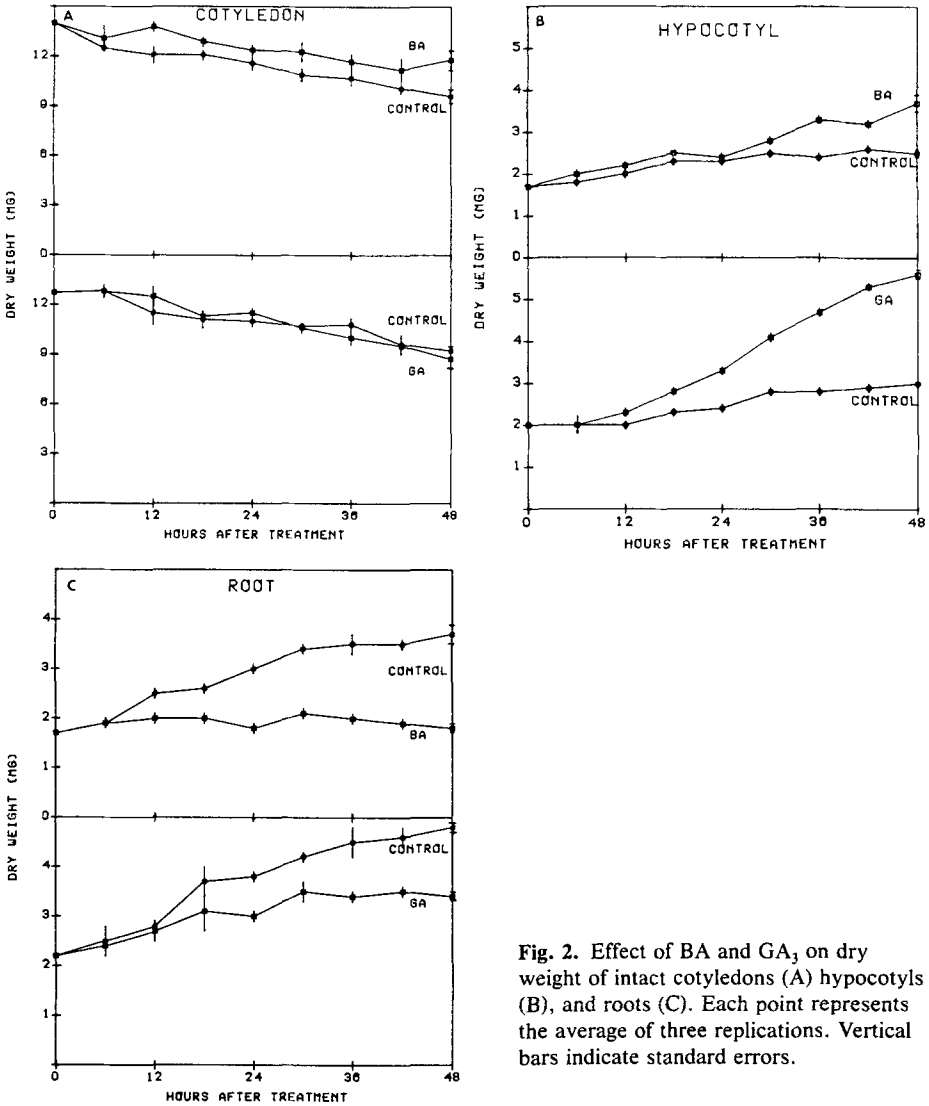 A
COTYLEDON
12
9
6
3
0
BA
CONTROL
12
9
6
3
CONTROL
GA
DRY WEIGHT (MG)
0 12 24 36 48
HOURS AFTER TREATMENT
B
HYPOCOTYL
5
4
3
2
1
0
BA
CONTROL
5
4
3
2
1
GA
CONTROL
DRY WEIGHT (MG)
0 12 24 36 48
HOURS AFTER TREATMENT
C
ROOT
4
3
2
1
0
CONTROL
BA
4
3
2
1
CONTROL
GA
DRY WEIGHT (MG)
0 12 24 36 48
HOURS AFTER TREATMENT
Fig. 2. Effect of BA and GA₃ on dry
weight of intact cotyledons (A) hypocotyls
(B), and roots (C). Each point represents
the average of three replications. Vertical
bars indicate standard errors.